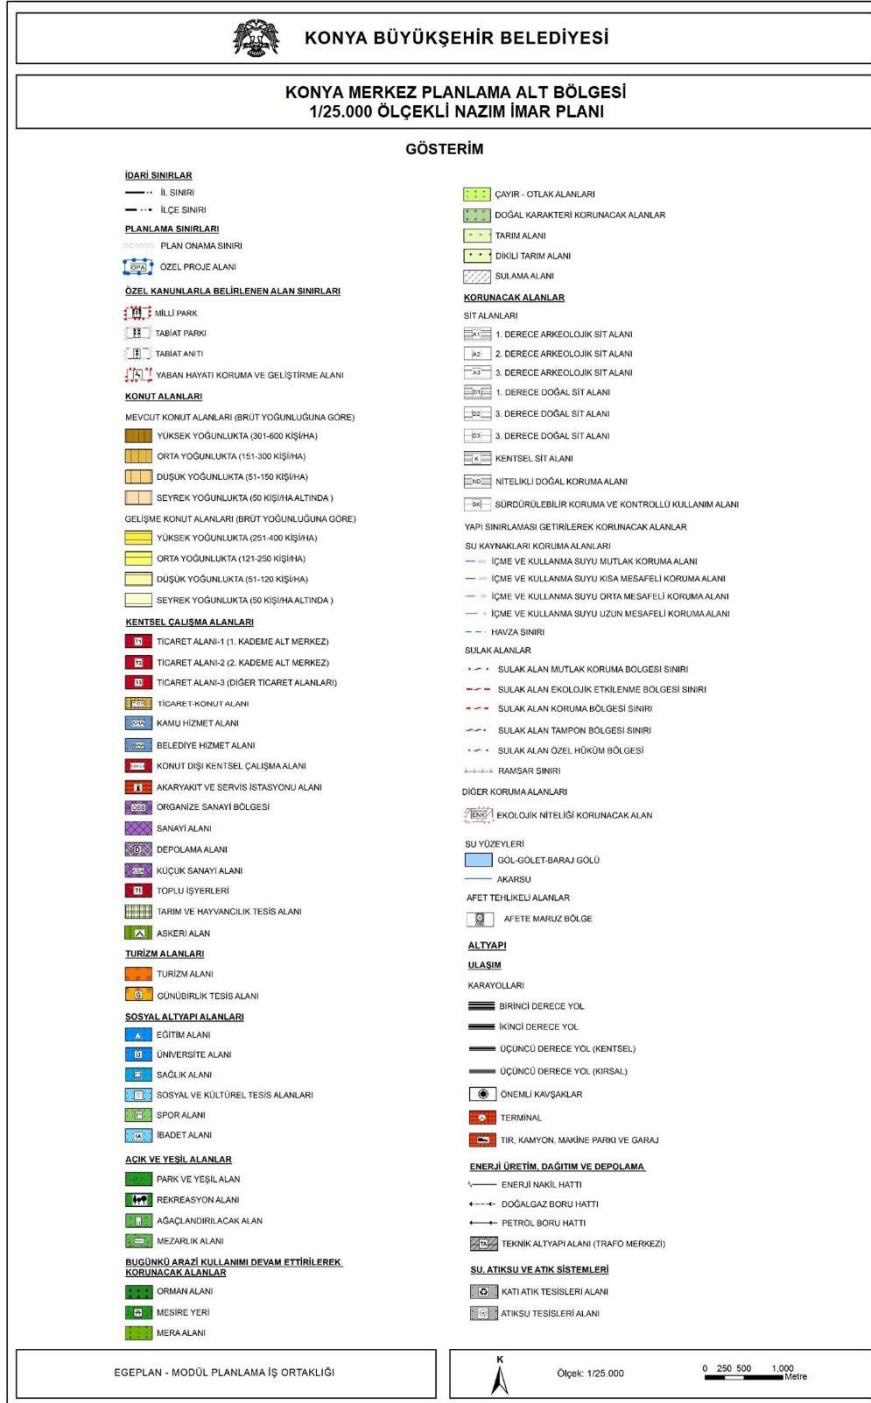 KONYA BÜYÜKŞEHİR BELEDİYESİ
KONYA MERKEZ PLANLAMA ALT BÖLGESİ
1/25.000 ÖLÇEKLİ NAZIM İMAR PLANI
GÖSTERİM
İDARİ SINIRLAR
İL SINIRI
İLÇE SINIRI
PLANLAMA SINIRLARI
PLAN ONAMA SINIRI
ÖPA ÖZEL PROJE ALANI
ÖZEL KANUNLARLA BELİRLENEN ALAN SINIRLARI
MİLLİ PARK
TABİAT PARKI
TABİAT ANITI
YABAN HAYATI KORUMA VE GELİŞTİRME ALANI
KONUT ALANLARI
MEVCUT KONUT ALANLARI (BRÜT YOĞUNLUĞUNA GÖRE)
YÜKSEK YOĞUNLUKTA (301-600 KİŞİ/HA)
ORTA YOĞUNLUKTA (151-300 KİŞİ/HA)
DÜŞÜK YOĞUNLUKTA (51-150 KİŞİ/HA)
SEYREK YOĞUNLUKTA (50 KİŞİ/HA ALTINDA )
GELİŞME KONUT ALANLARI (BRÜT YOĞUNLUĞUNA GÖRE)
YÜKSEK YOĞUNLUKTA (251-400 KİŞİ/HA)
ORTA YOĞUNLUKTA (121-250 KİŞİ/HA)
DÜŞÜK YOĞUNLUKTA (51-120 KİŞİ/HA)
SEYREK YOĞUNLUKTA (50 KİŞİ/HA ALTINDA )
KENTSEL ÇALIŞMA ALANLARI
T1 TİCARET ALANI-1 (1. KADEME ALT MERKEZ)
T2 TİCARET ALANI-2 (2. KADEME ALT MERKEZ)
T3 TİCARET ALANI-3 (DİĞER TİCARET ALANLARI)
TİCARET-KONUT ALANI
KAMU HİZMET ALANI
BELEDİYE HİZMET ALANI
KONUT DIŞI KENTSEL ÇALIŞMA ALANI
AKARYAKIT VE SERVİS İSTASYONU ALANI
OSB ORGANİZE SANAYİ BÖLGESİ
SANAYİ ALANI
D DEPOLAMA ALANI
KSA KÜÇÜK SANAYİ ALANI
Tİ TOPLU İŞYERLERİ
TARIM VE HAYVANCILIK TESİS ALANI
ASKERİ ALAN
TURİZM ALANLARI
TURİZM ALANI
G GÜNÜBİRLİK TESİS ALANI
SOSYAL ALTYAPI ALANLARI
EĞİTİM ALANI
Ü ÜNİVERSİTE ALANI
SAĞLIK ALANI
SOSYAL VE KÜLTÜREL TESİS ALANLARI
SPOR ALANI
İA İBADET ALANI
AÇIK VE YEŞİL ALANLAR
PARK VE YEŞİL ALAN
REKREASYON ALANI
AĞAÇLANDIRILACAK ALAN
MEZARLIK ALANI
BUGÜNKÜ ARAZİ KULLANIMI DEVAM ETTİRİLEREK
KORUNACAK ALANLAR
ORMAN ALANI
MESİRE YERİ
MERA ALANI
ÇAYIR - OTLAK ALANLARI
DOĞAL KARAKTERİ KORUNACAK ALANLAR
TARIM ALANI
DİKİLİ TARIM ALANI
SULAMA ALANI
KORUNACAK ALANLAR
SİT ALANLARI
A1 1. DERECE ARKEOLOJİK SİT ALANI
A2 2. DERECE ARKEOLOJİK SİT ALANI
A3 3. DERECE ARKEOLOJİK SİT ALANI
D1 1. DERECE DOĞAL SİT ALANI
D2 3. DERECE DOĞAL SİT ALANI
D3 3. DERECE DOĞAL SİT ALANI
K KENTSEL SİT ALANI
ND NİTELİKLİ DOĞAL KORUMA ALANI
SK SÜRDÜRÜLEBİLİR KORUMA VE KONTROLLÜ KULLANIM ALANI
YAPI SINIRLAMASI GETİRİLEREK KORUNACAK ALANLAR
SU KAYNAKLARI KORUMA ALANLARI
İÇME VE KULLANMA SUYU MUTLAK KORUMA ALANI
İÇME VE KULLANMA SUYU KISA MESAFELİ KORUMA ALANI
İÇME VE KULLANMA SUYU ORTA MESAFELİ KORUMA ALANI
İÇME VE KULLANMA SUYU UZUN MESAFELİ KORUMA ALANI
HAVZA SINIRI
SULAK ALANLAR
SULAK ALAN MUTLAK KORUMA BÖLGESİ SINIRI
SULAK ALAN EKOLOJİK ETKİLENME BÖLGESİ SINIRI
SULAK ALAN KORUMA BÖLGESİ SINIRI
SULAK ALAN TAMPON BÖLGESİ SINIRI
SULAK ALAN ÖZEL HÜKÜM BÖLGESİ
RAMSAR SINIRI
DİĞER KORUMA ALANLARI
ENK EKOLOJİK NİTELİĞİ KORUNACAK ALAN
SU YÜZEYLERİ
GÖL-GÖLET-BARAJ GÖLÜ
AKARSU
AFET TEHLİKELİ ALANLAR
AFETE MARUZ BÖLGE
ALTYAPI
ULAŞIM
KARAYOLLARI
BİRİNCİ DERECE YOL
İKİNCİ DERECE YOL
ÜÇÜNCÜ DERECE YOL (KENTSEL)
ÜÇÜNCÜ DERECE YOL (KIRSAL)
ÖNEMLİ KAVŞAKLAR
TERMİNAL
TIR, KAMYON, MAKİNE PARKI VE GARAJ
ENERJİ ÜRETİM, DAĞITIM VE DEPOLAMA
ENERJİ NAKİL HATTI
DOĞALGAZ BORU HATTI
PETROL BORU HATTI
TA TEKNİK ALTYAPI ALANI (TRAFO MERKEZİ)
SU, ATIKSU VE ATIK SİSTEMLERİ
KATI ATIK TESİSLERİ ALANI
ATIKSU TESİSLERİ ALANI
EGEPLAN - MODÜL PLANLAMA İŞ ORTAKLIĞI
K
Ölçek: 1/25.000
0 250 500 1.000
Metre